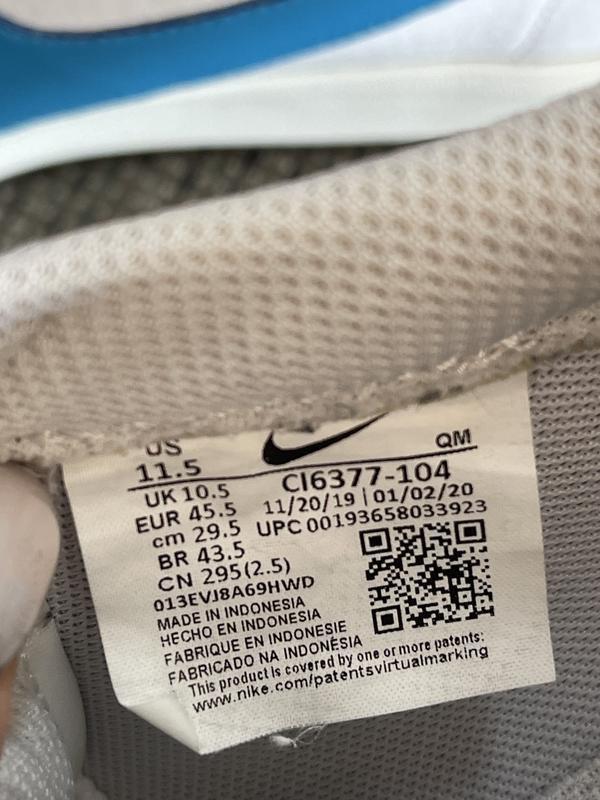 US
11.5
QM
UK 10.5
EUR 45.5
cm 29.5
BR 43.5
CN 295(2.5)
CI6377-104
11/20/19 | 01/02/20
UPC 00193658033923
013EVJ8A69HWD
MADE IN INDONESIA
HECHO EN INDONESIA
FABRIQUE EN INDONESIE
FABRICADO NA INDONÉSIA
This product is covered by one or more patents:
www.nike.com/patentsvirtualmarking